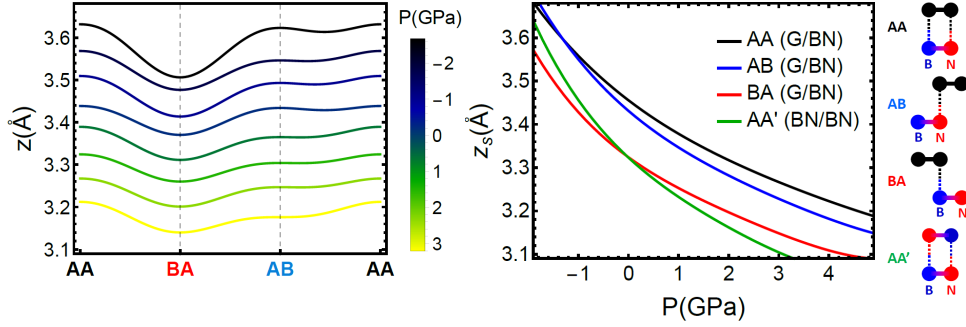 z(Å)
3.6
3.5
3.4
3.3
3.2
3.1
AA
BA
AB
AA
P(GPa)
-2
-1
0
1
2
3
z_s(Å)
3.6
3.5
3.4
3.3
3.2
3.1
-1
0
1
2
3
4
P(GPa)
AA (G/BN)
AB (G/BN)
BA (G/BN)
AA' (BN/BN)
AA
B N
AB
B N
BA
B N
AA'
B N